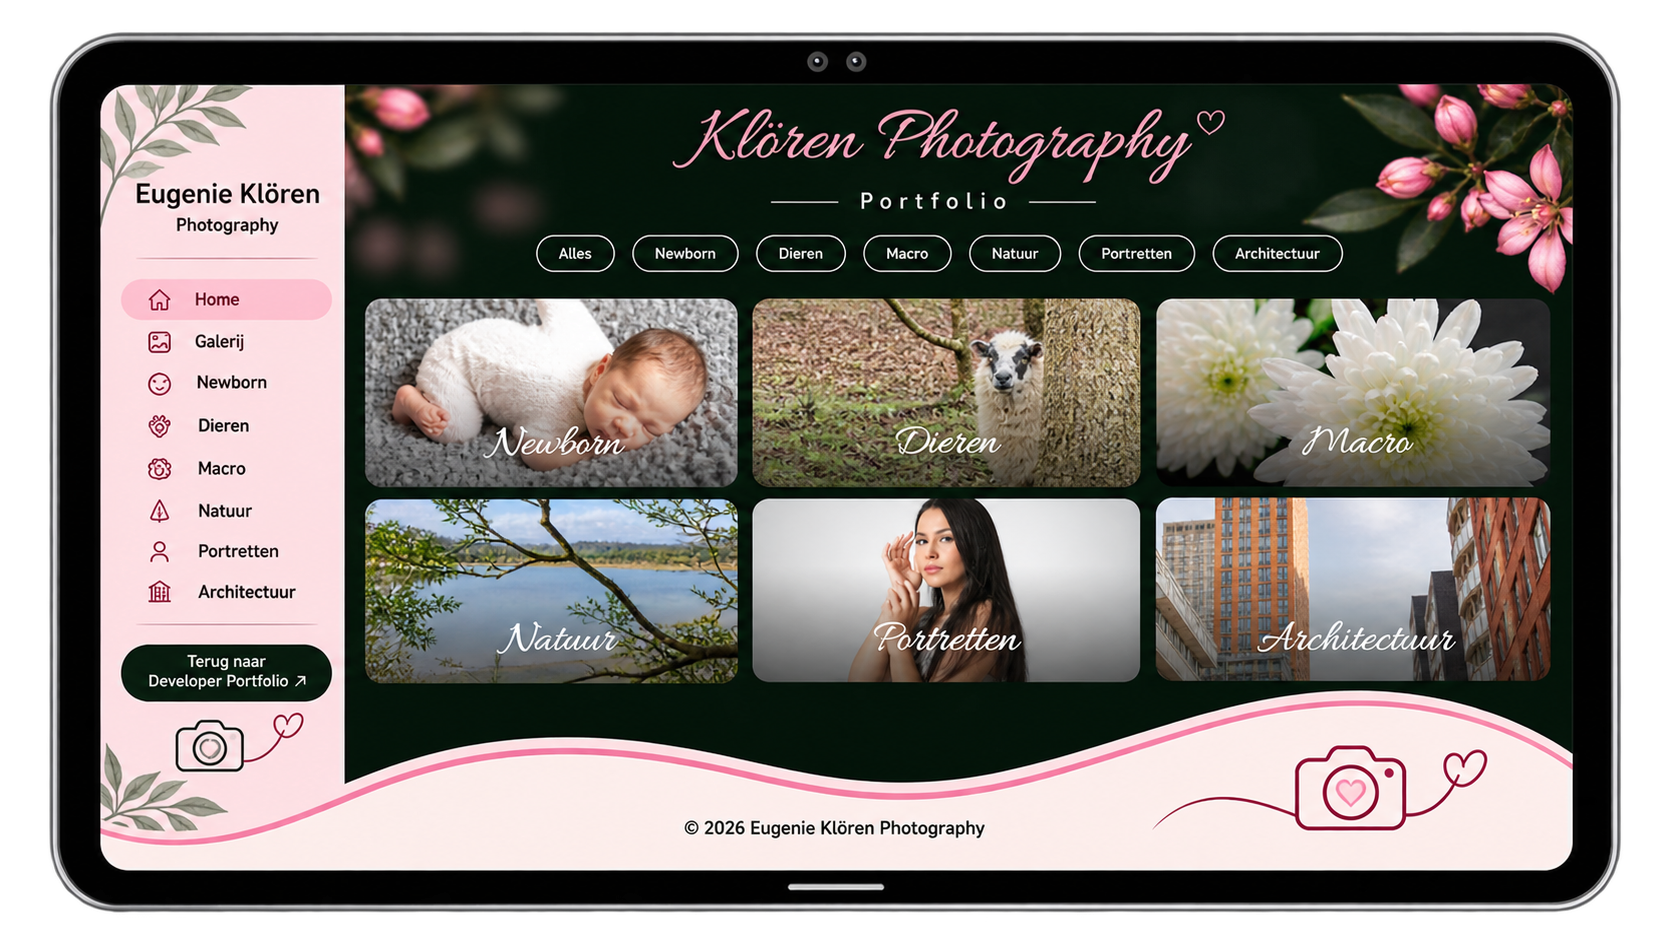 Eugenie Klören
Photography
Home
Galerij
Newborn
Dieren
Macro
Natuur
Portretten
Architectuur
Terug naar
Developer Portfolio ↗
Klören Photography
Portfolio
Alles
Newborn
Dieren
Macro
Natuur
Portretten
Architectuur
Newborn
Dieren
Macro
Natuur
Portretten
Architectuur
© 2026 Eugenie Klören Photography